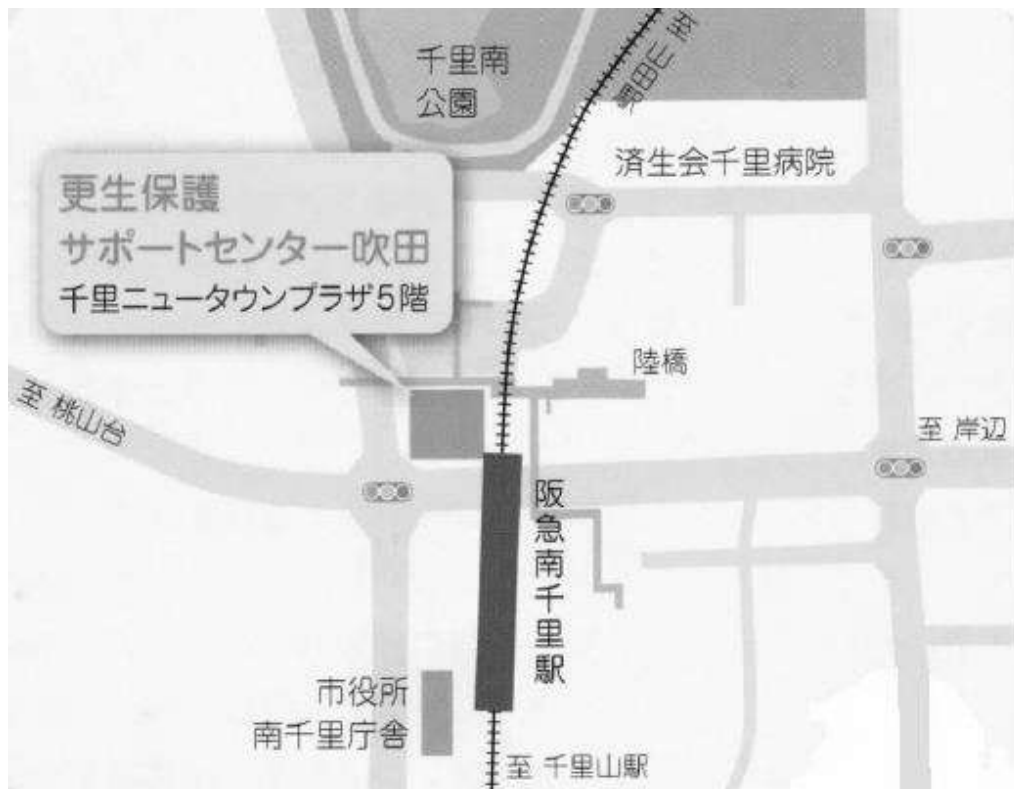 千里南
公園
至 山田駅
済生会千里病院
更生保護
サポートセンター吹田
千里ニュータウンプラザ5階
陸橋
至 桃山台
至 岸辺
阪急南千里駅
市役所
南千里庁舎
至 千里山駅